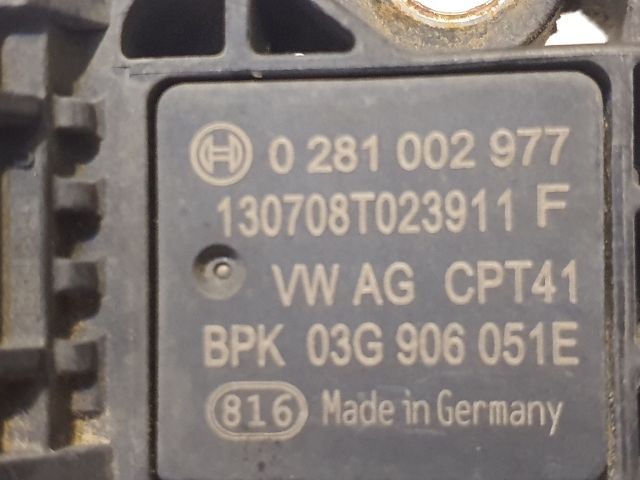 0 281 002 977
130708T023911 F
VW AG CPT41
BPK 03G 906 051E
816 Made in Germany